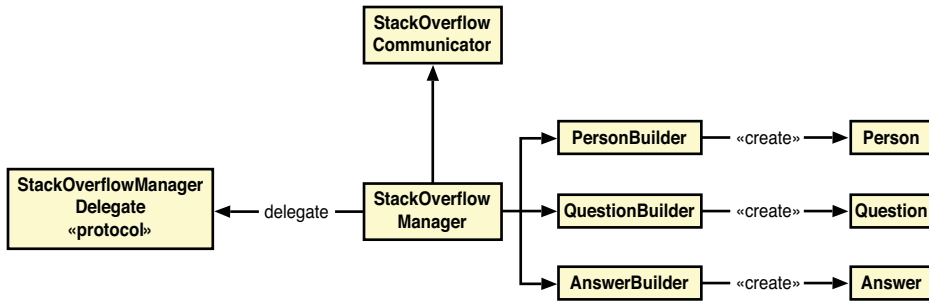 StackOverflow
Communicator
PersonBuilder
«create»
Person
StackOverflowManager
Delegate
«protocol»
delegate
StackOverflow
Manager
QuestionBuilder
«create»
Question
AnswerBuilder
«create»
Answer